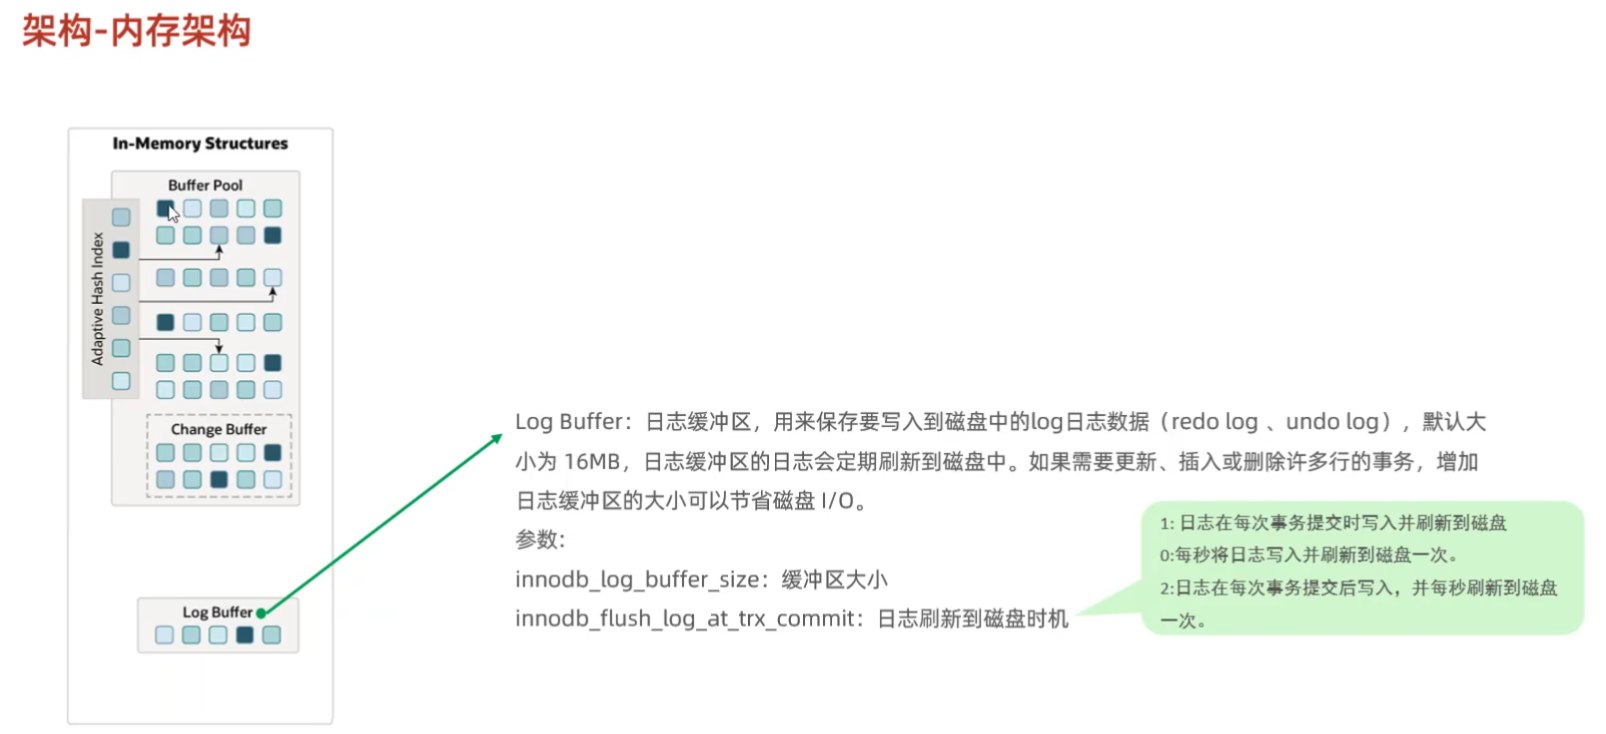 架构-内存架构
In-Memory Structures
Buffer Pool
Adaptive Hash Index
Change Buffer
Log Buffer
Log Buffer：日志缓冲区，用来保存要写入到磁盘中的log日志数据（redo log 、undo log），默认大
小为 16MB，日志缓冲区的日志会定期刷新到磁盘中。如果需要更新、插入或删除许多行的事务，增加
日志缓冲区的大小可以节省磁盘 I/O。
参数:
innodb_log_buffer_size：缓冲区大小
innodb_flush_log_at_trx_commit：日志刷新到磁盘时机
1: 日志在每次事务提交时写入并刷新到磁盘
0:每秒将日志写入并刷新到磁盘一次。
2:日志在每次事务提交后写入，并每秒刷新到磁盘
一次。